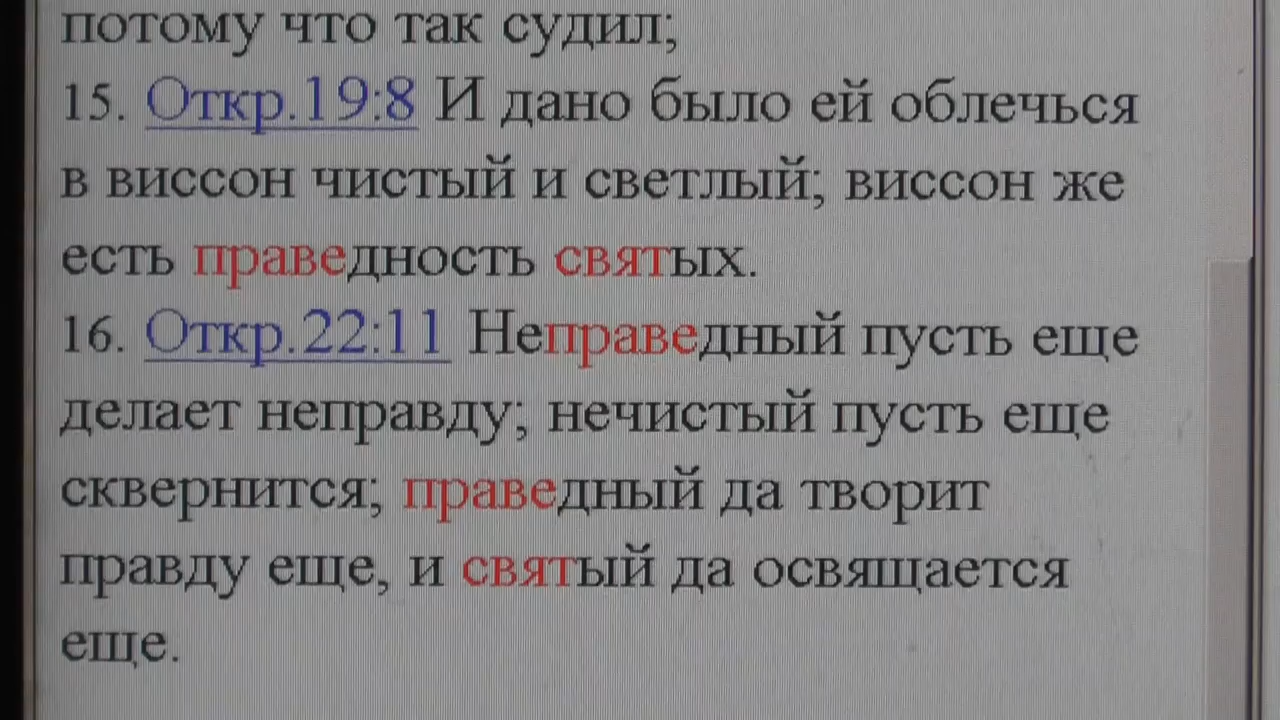 потому что так судил;
15. Откр.19:8 И дано было ей облечься
в виссон чистый и светлый; виссон же
есть праведность святых.
16. Откр.22:11 Неправедный пусть еще
делает неправду; нечистый пусть еще
сквернится; праведный да творит
правду еще, и святый да освящается
еще.